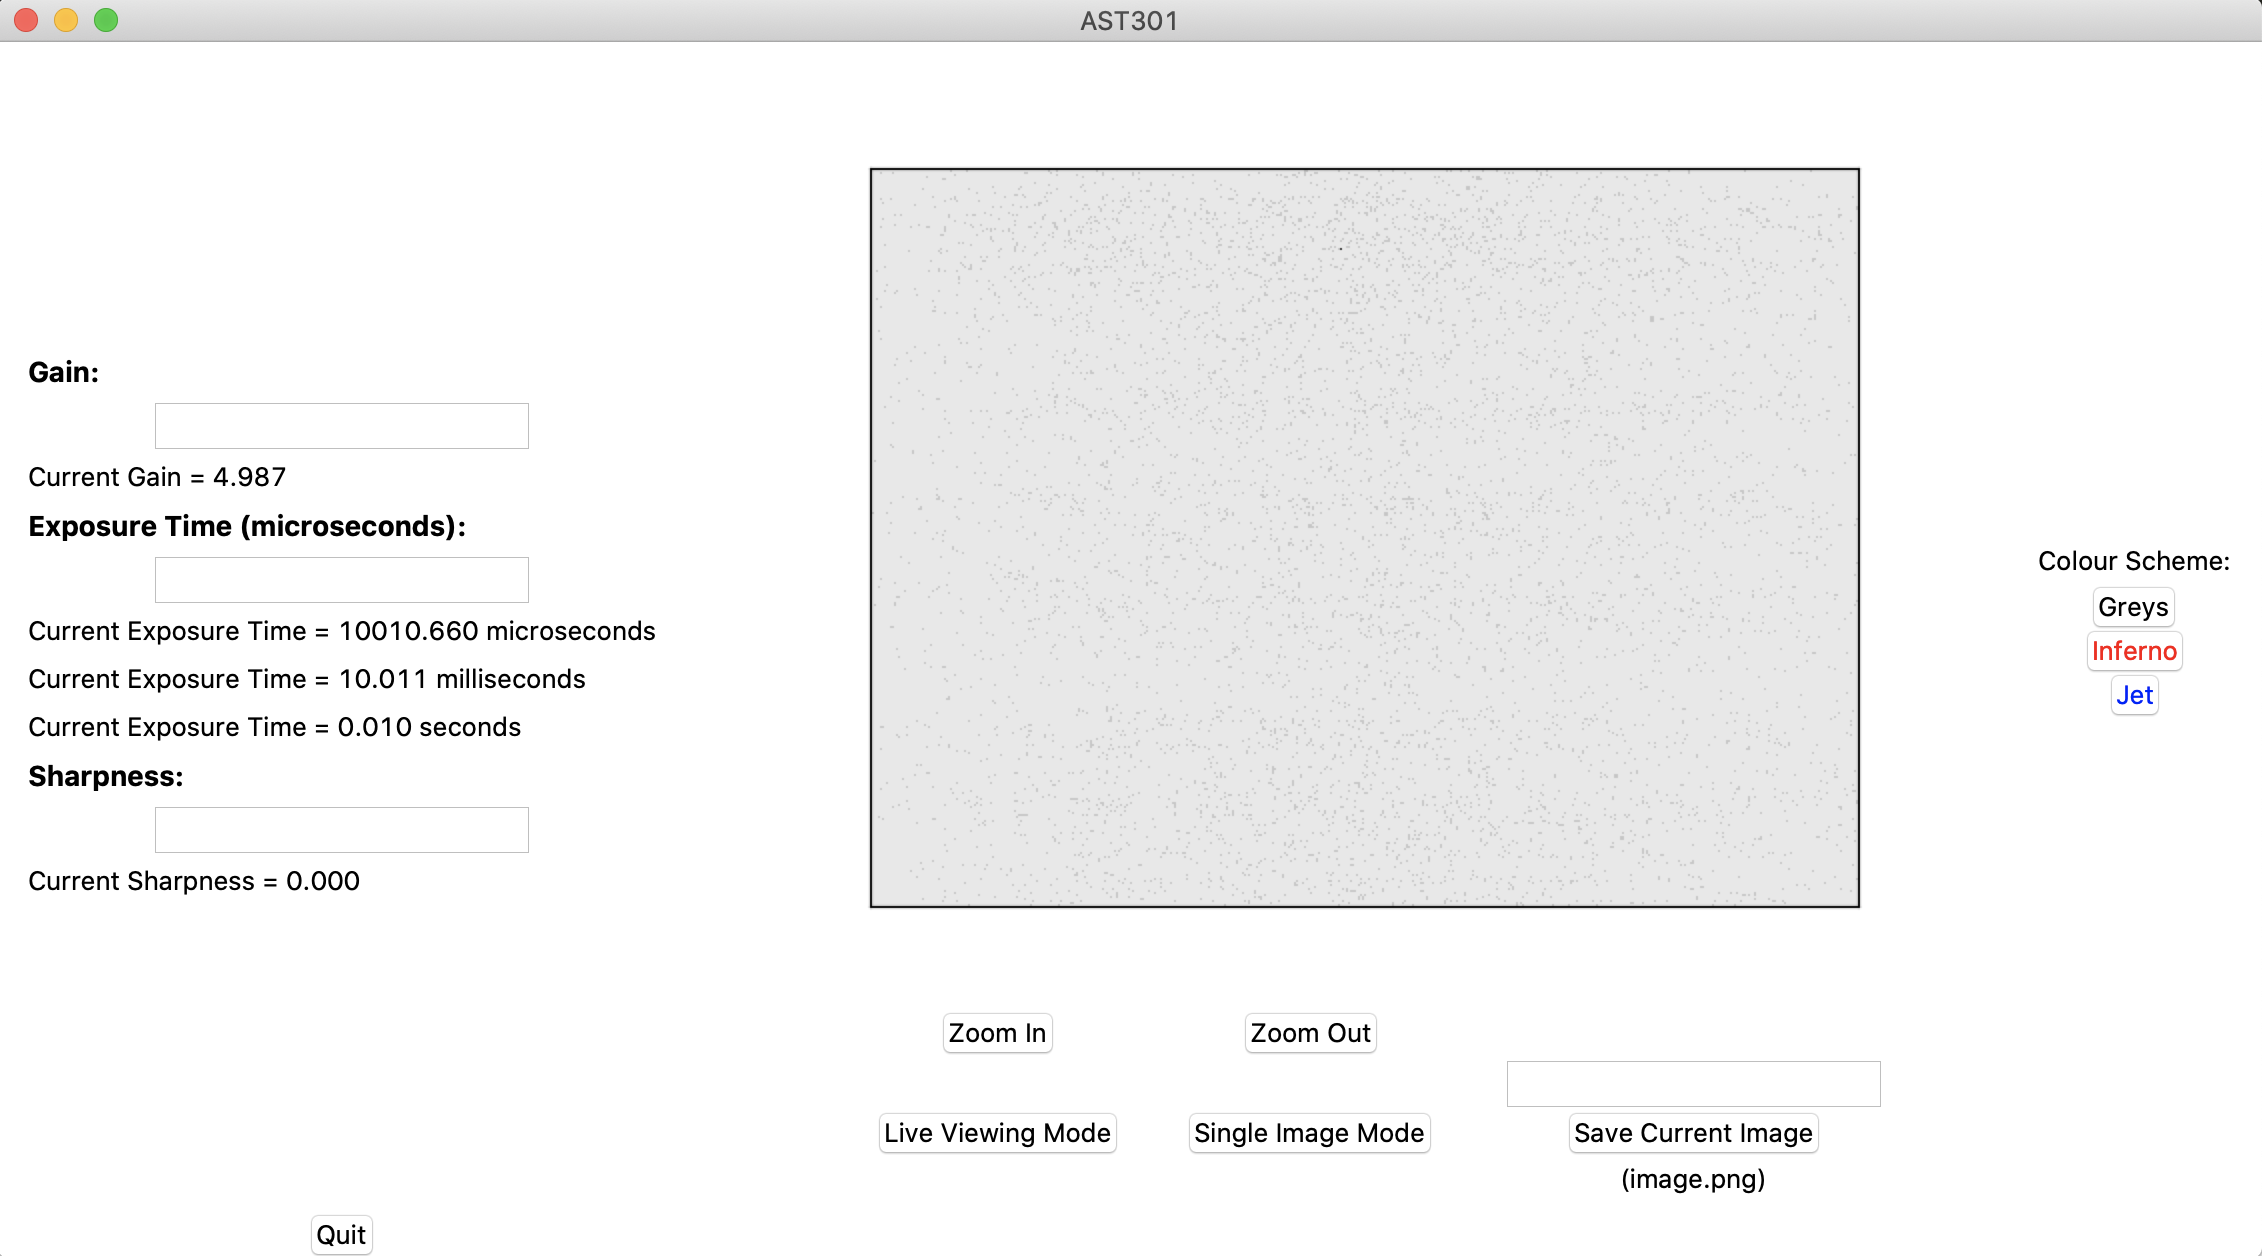 AST301
Gain:
Current Gain = 4.987
Exposure Time (microseconds):
Current Exposure Time = 10010.660 microseconds
Current Exposure Time = 10.011 milliseconds
Current Exposure Time = 0.010 seconds
Sharpness:
Current Sharpness = 0.000
Colour Scheme:
Greys
Inferno
Jet
Zoom In
Zoom Out
Live Viewing Mode
Single Image Mode
Save Current Image
(image.png)
Quit